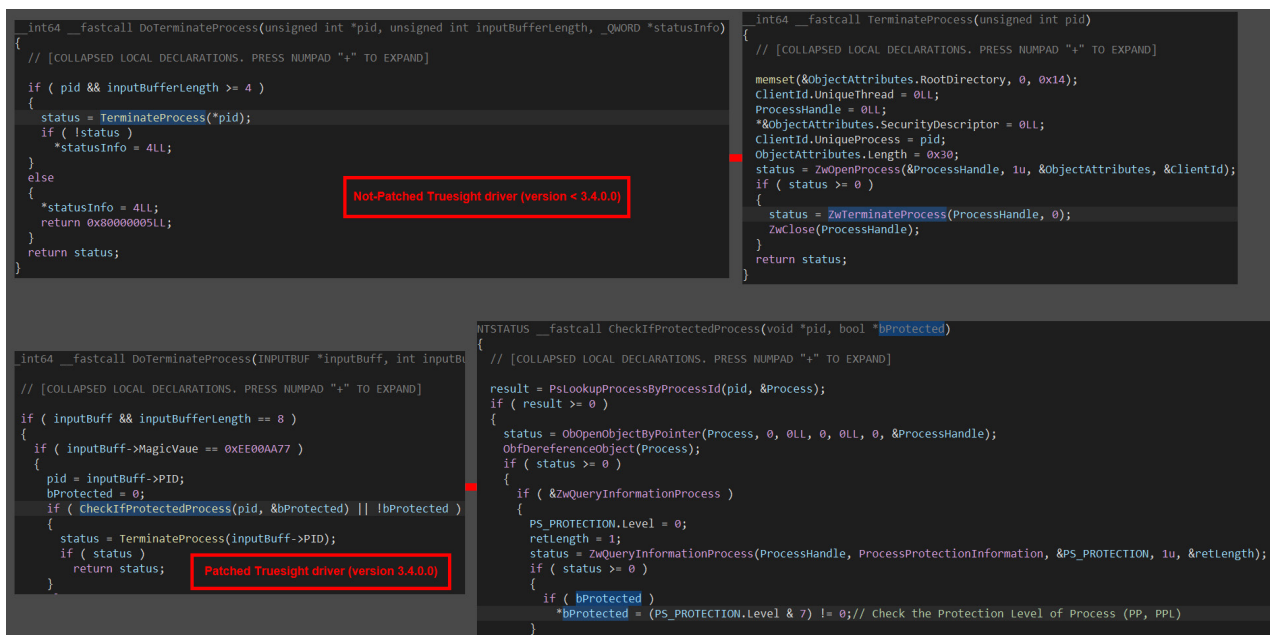 __int64 __fastcall DoTerminateProcess(unsigned int *pid, unsigned int inputBufferLength, _QWORD *statusInfo)
{
// [COLLAPSED LOCAL DECLARATIONS. PRESS NUMPAD "+" TO EXPAND]
if ( pid && inputBufferLength >= 4 )
{
status = TerminateProcess(*pid);
if ( !status )
*statusInfo = 4LL;
}
else
{
*statusInfo = 4LL;
return 0x80000005LL;
}
return status;
}
Not-Patched Truesight driver (version < 3.4.0.0)
__int64 __fastcall TerminateProcess(unsigned int pid)
{
// [COLLAPSED LOCAL DECLARATIONS. PRESS NUMPAD "+" TO EXPAND]
memset(&ObjectAttributes.RootDirectory, 0, 0x14);
ClientId.UniqueThread = 0LL;
ProcessHandle = 0LL;
*&ObjectAttributes.SecurityDescriptor = 0LL;
ClientId.UniqueProcess = pid;
ObjectAttributes.Length = 0x30;
status = ZwOpenProcess(&ProcessHandle, 1u, &ObjectAttributes, &ClientId);
if ( status >= 0 )
{
status = ZwTerminateProcess(ProcessHandle, 0);
ZwClose(ProcessHandle);
}
return status;
}
__int64 __fastcall DoTerminateProcess(INPUTBUF *inputBuff, int inputBu
// [COLLAPSED LOCAL DECLARATIONS. PRESS NUMPAD "+" TO EXPAND]
if ( inputBuff && inputBufferLength == 8 )
{
if ( inputBuff->MagicVaue == 0xEE00AA77 )
{
pid = inputBuff->PID;
bProtected = 0;
if ( CheckIfProtectedProcess(pid, &bProtected) || !bProtected )
{
status = TerminateProcess(inputBuff->PID);
if ( status )
return status;
}
Patched Truesight driver (version 3.4.0.0)
NTSTATUS __fastcall CheckIfProtectedProcess(void *pid, bool *bProtected)
{
// [COLLAPSED LOCAL DECLARATIONS. PRESS NUMPAD "+" TO EXPAND]
result = PsLookupProcessByProcessId(pid, &Process);
if ( result >= 0 )
{
status = ObOpenObjectByPointer(Process, 0, 0LL, 0, 0LL, 0, &ProcessHandle);
ObfDereferenceObject(Process);
if ( status >= 0 )
{
if ( &ZwQueryInformationProcess )
{
PS_PROTECTION.Level = 0;
retLength = 1;
status = ZwQueryInformationProcess(ProcessHandle, ProcessProtectionInformation, &PS_PROTECTION, 1u, &retLength);
if ( status >= 0 )
{
if ( bProtected )
*bProtected = (PS_PROTECTION.Level & 7) != 0;// Check the Protection Level of Process (PP, PPL)
}